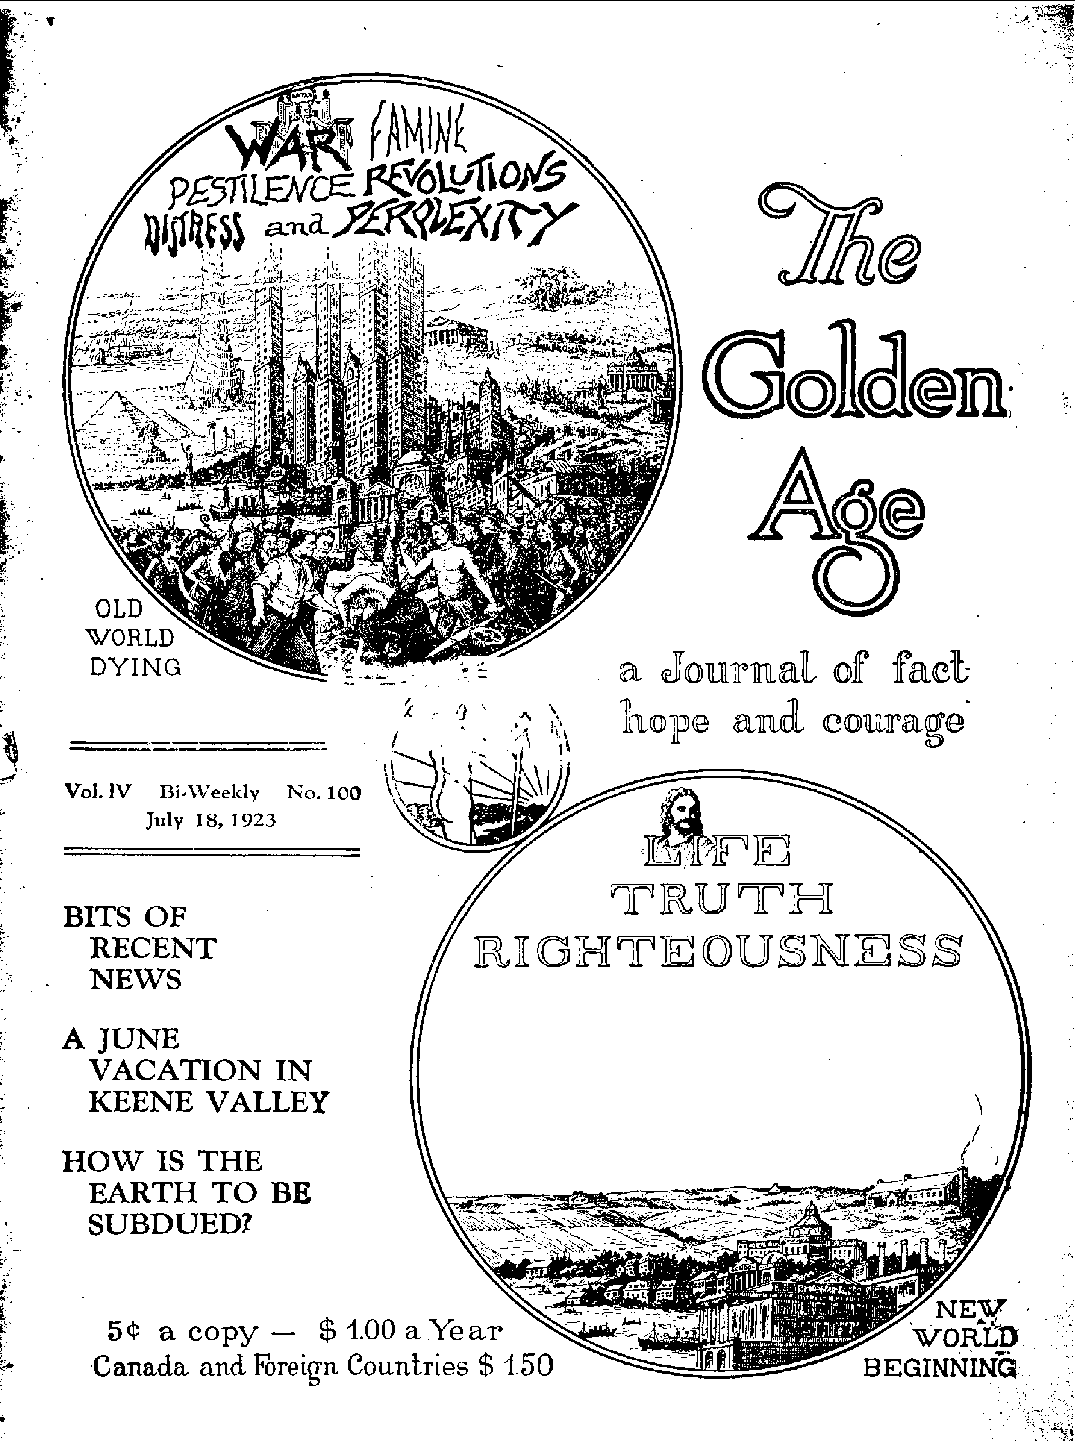 WAR FAMINE
PESTILENCE REVOLUTIONS
DISTRESS and PERPLEXITY
The
Golden
Age
OLD
WORLD
DYING
a Journal of fact
hope and courage
Vol. IV Bi-Weekly No. 100
July 18, 1923
LIFE
TRUTH
RIGHTEOUSNESS
BITS OF
RECENT
NEWS
A JUNE
VACATION IN
KEENE VALLEY
HOW IS THE
EARTH TO BE
SUBDUED?
5¢ a copy — $ 1.00 a Year
Canada and Foreign Countries $ 1.50
NEW
WORLD
BEGINNING